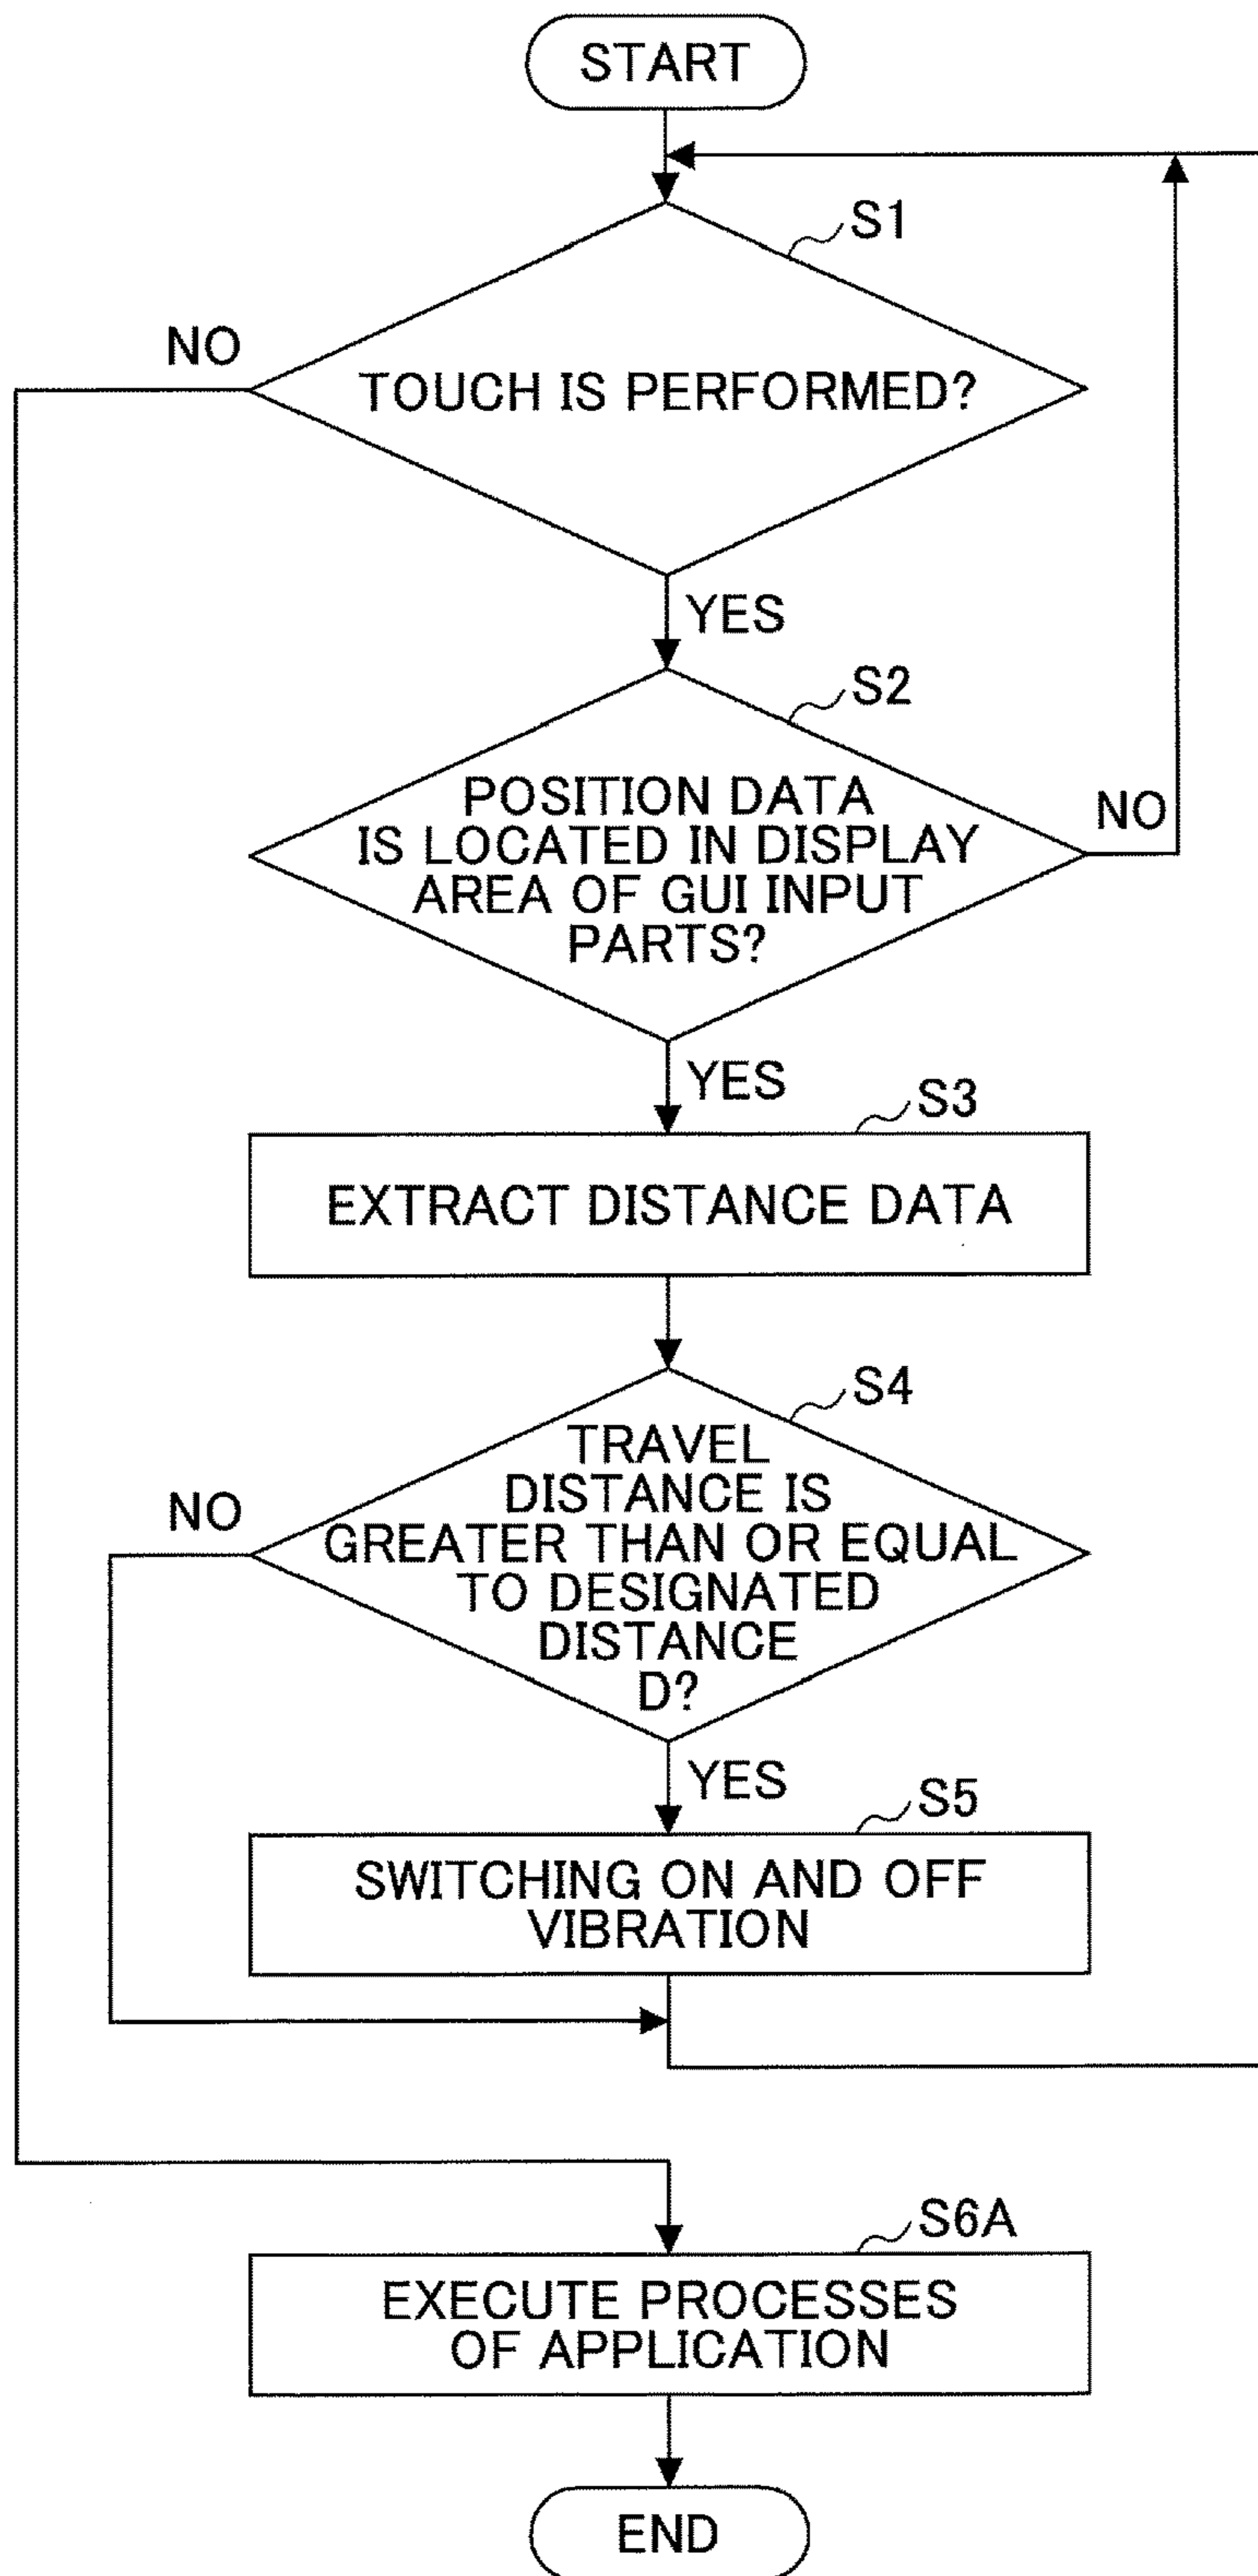 START
S1
NO
TOUCH IS PERFORMED?
YES
S2
POSITION DATA
IS LOCATED IN DISPLAY
AREA OF GUI INPUT
PARTS?
NO
YES
S3
EXTRACT DISTANCE DATA
S4
NO
TRAVEL
DISTANCE IS
GREATER THAN OR EQUAL
TO DESIGNATED
DISTANCE
D?
YES
S5
SWITCHING ON AND OFF
VIBRATION
S6A
EXECUTE PROCESSES
OF APPLICATION
END